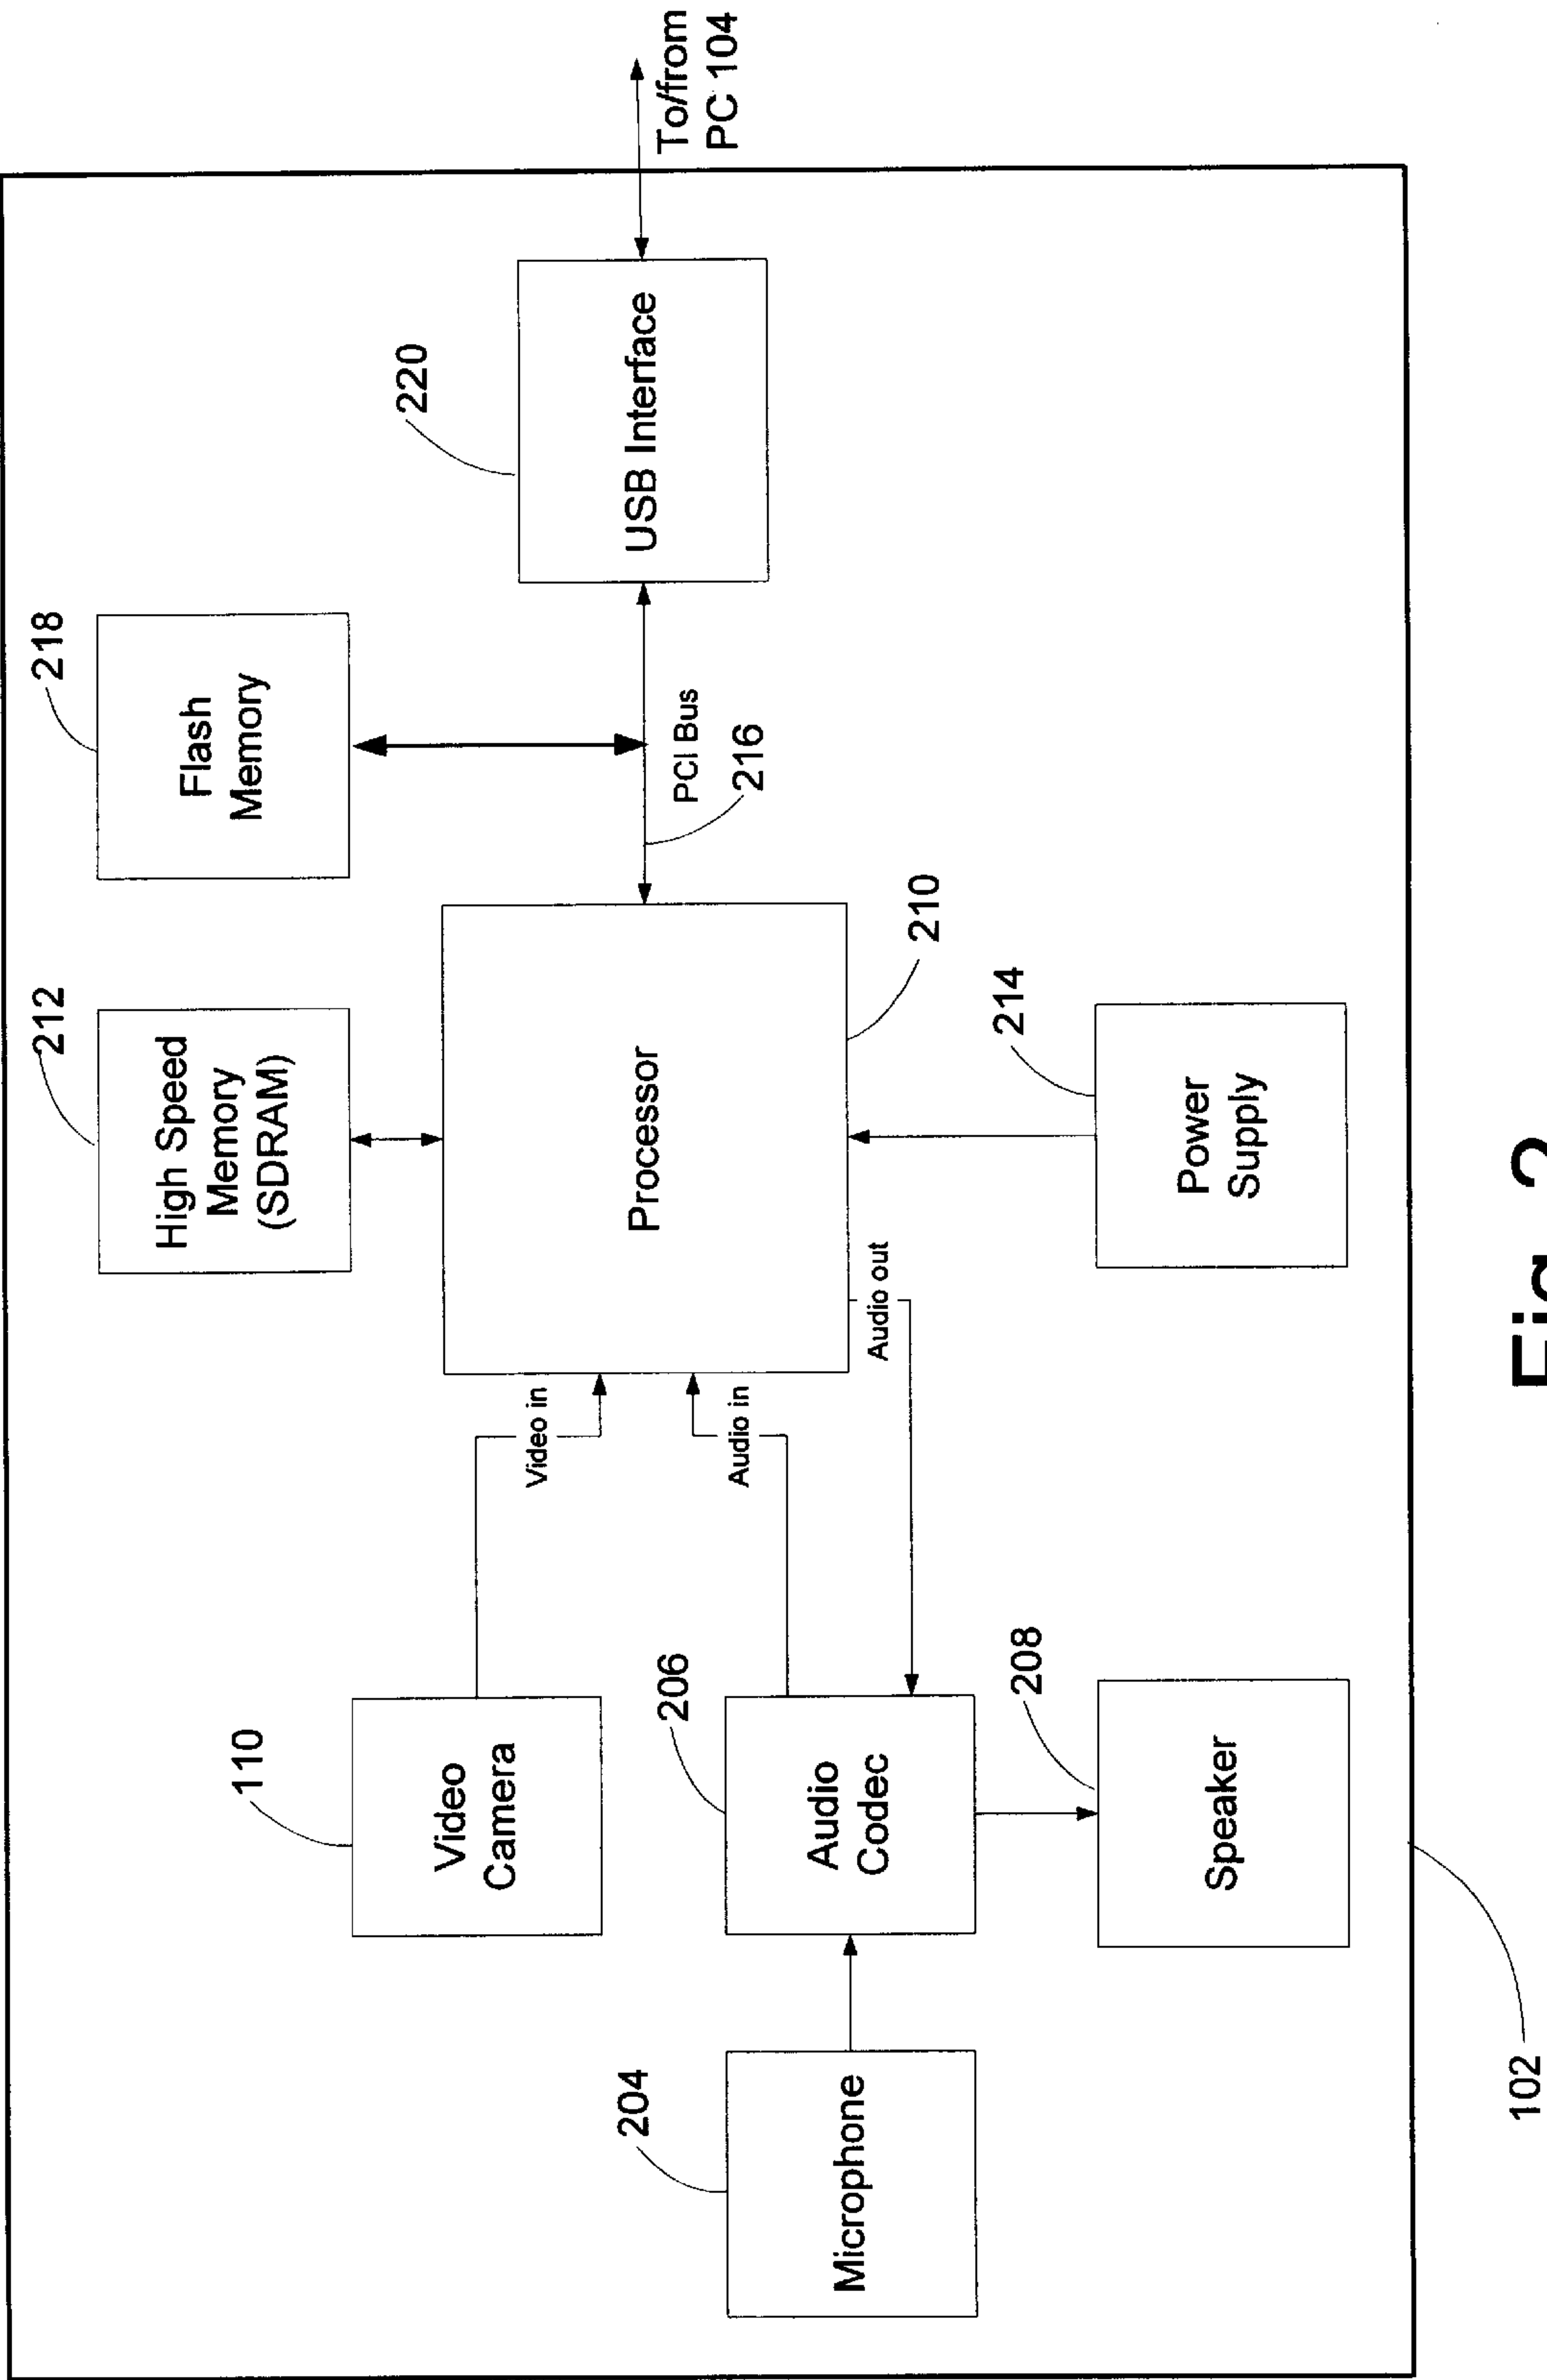 212
High Speed
Memory
(SDRAM)
218
Flash
Memory
110
Video
Camera
Video in
Processor
210
PCI Bus
216
220
USB Interface
To/from
PC 104
204
Microphone
206
Audio
Codec
Audio in
Audio out
208
Speaker
214
Power
Supply
102
Fig. 2